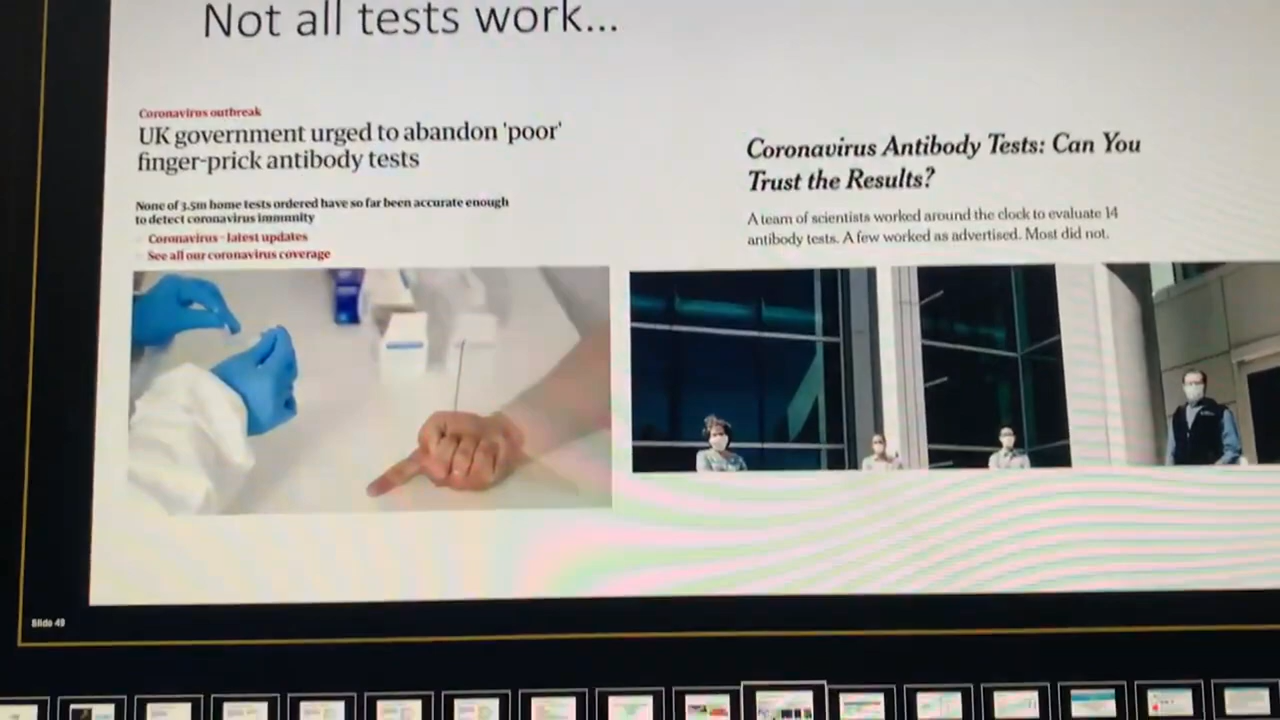 Not all tests work...
Coronavirus outbreak
UK government urged to abandon 'poor'
finger-prick antibody tests
None of 3.5m home tests ordered have so far been accurate enough
to detect coronavirus immunity
Coronavirus - latest updates
See all our coronavirus coverage
Coronavirus Antibody Tests: Can You
Trust the Results?
A team of scientists worked around the clock to evaluate 14
antibody tests. A few worked as advertised. Most did not.
Slide 49